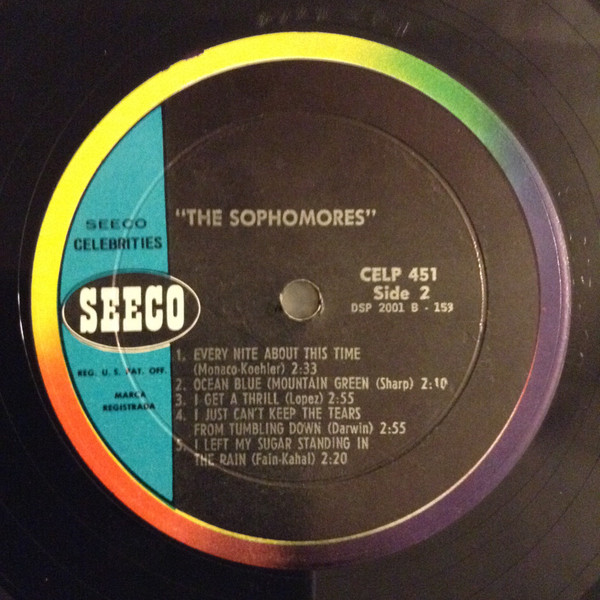 "THE SOPHOMORES"
SEECO
CELEBRITIES
SEECO
REG. U. S. PAT. OFF.
MARCA
REGISTRADA
CELP 451
Side 2
DSP 2001 B - 153
1. EVERY NITE ABOUT THIS TIME
(Monaco-Koehler) 2:33
2. OCEAN BLUE (MOUNTAIN GREEN (Sharp) 2:10
3. I GET A THRILL (Lopez) 2:55
4. I JUST CAN'T KEEP THE TEARS
FROM TUMBLING DOWN (Darwin) 2:55
5. I LEFT MY SUGAR STANDING IN
THE RAIN (Fain-Kahal) 2:20